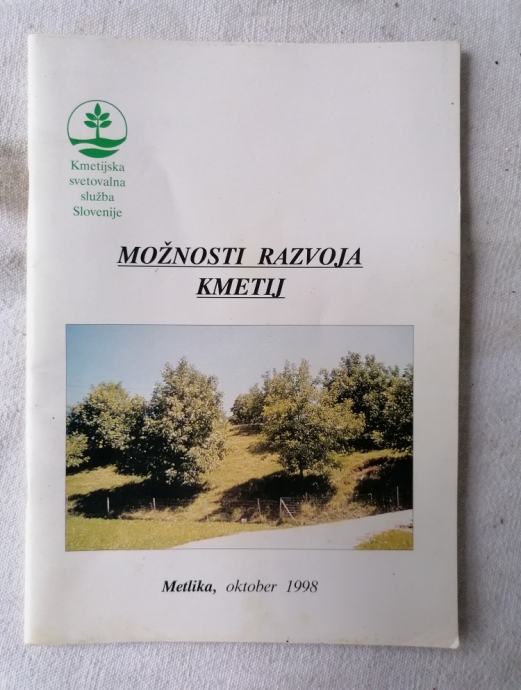 Kmetijska
svetovalna
služba
Slovenije
MOŽNOSTI RAZVOJA
KMETIJ
Metlika, oktober 1998